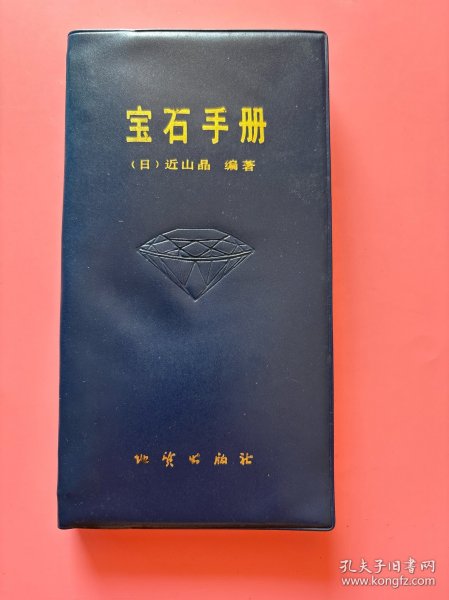 宝石手册
（日）近山晶 编著
地质出版社
孔夫子旧书网
www.kongfz.com